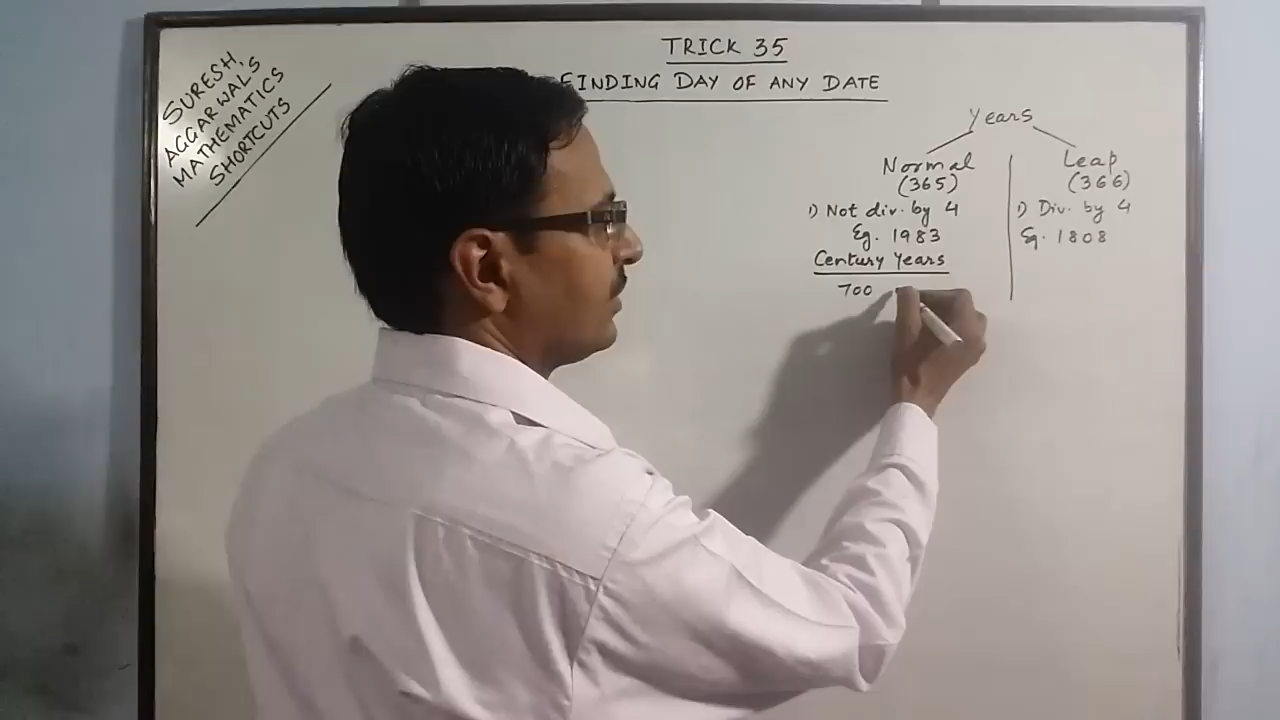 SURESH
AGGARWAL'S
MATHEMATICS
SHORTCUTS
TRICK 35
FINDING DAY OF ANY DATE
Years
Normal
(365)
1) Not div. by 4
Eg. 1983
Century Years
700
Leap
(366)
1) Div. by 4
Eg. 1808